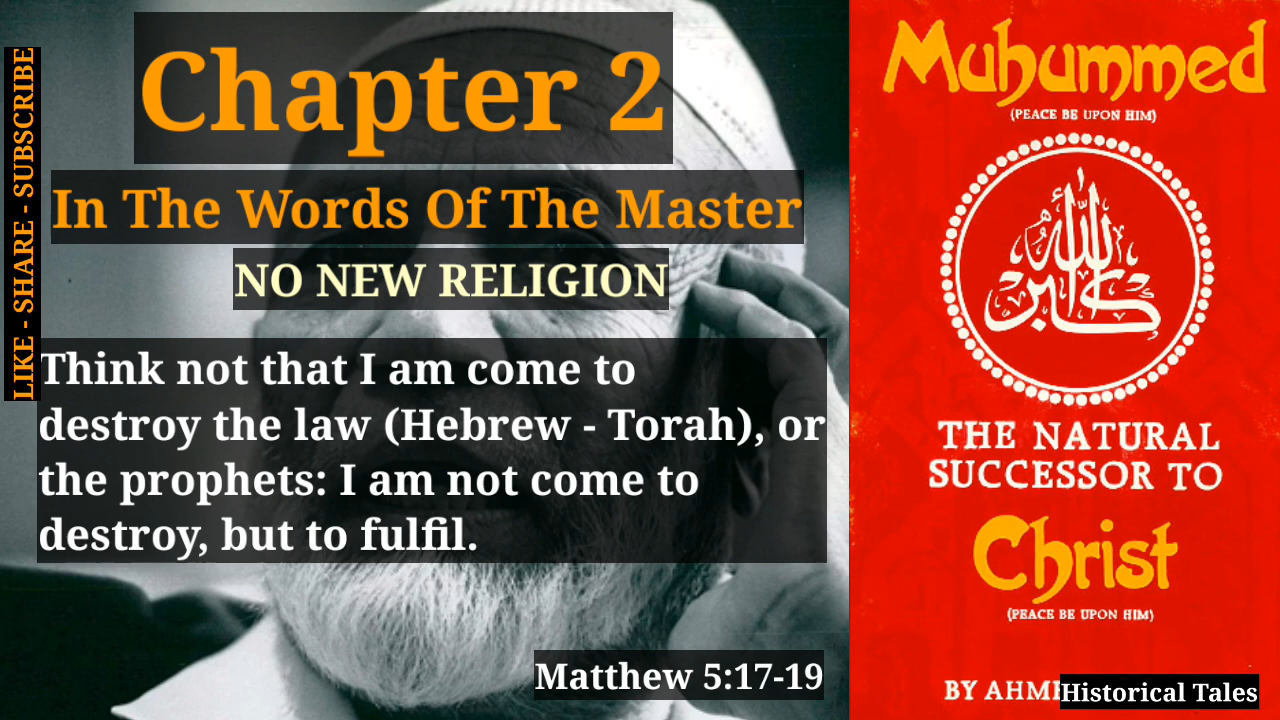 LIKE - SHARE - SUBSCRIBE
Chapter 2
In The Words Of The Master
NO NEW RELIGION
Think not that I am come to
destroy the law (Hebrew - Torah), or
the prophets: I am not come to
destroy, but to fulfil.
Matthew 5:17-19
Muhummed
(PEACE BE UPON HIM)
الله أكبر
THE NATURAL
SUCCESSOR TO
Christ
(PEACE BE UPON HIM)
BY
Historical Tales